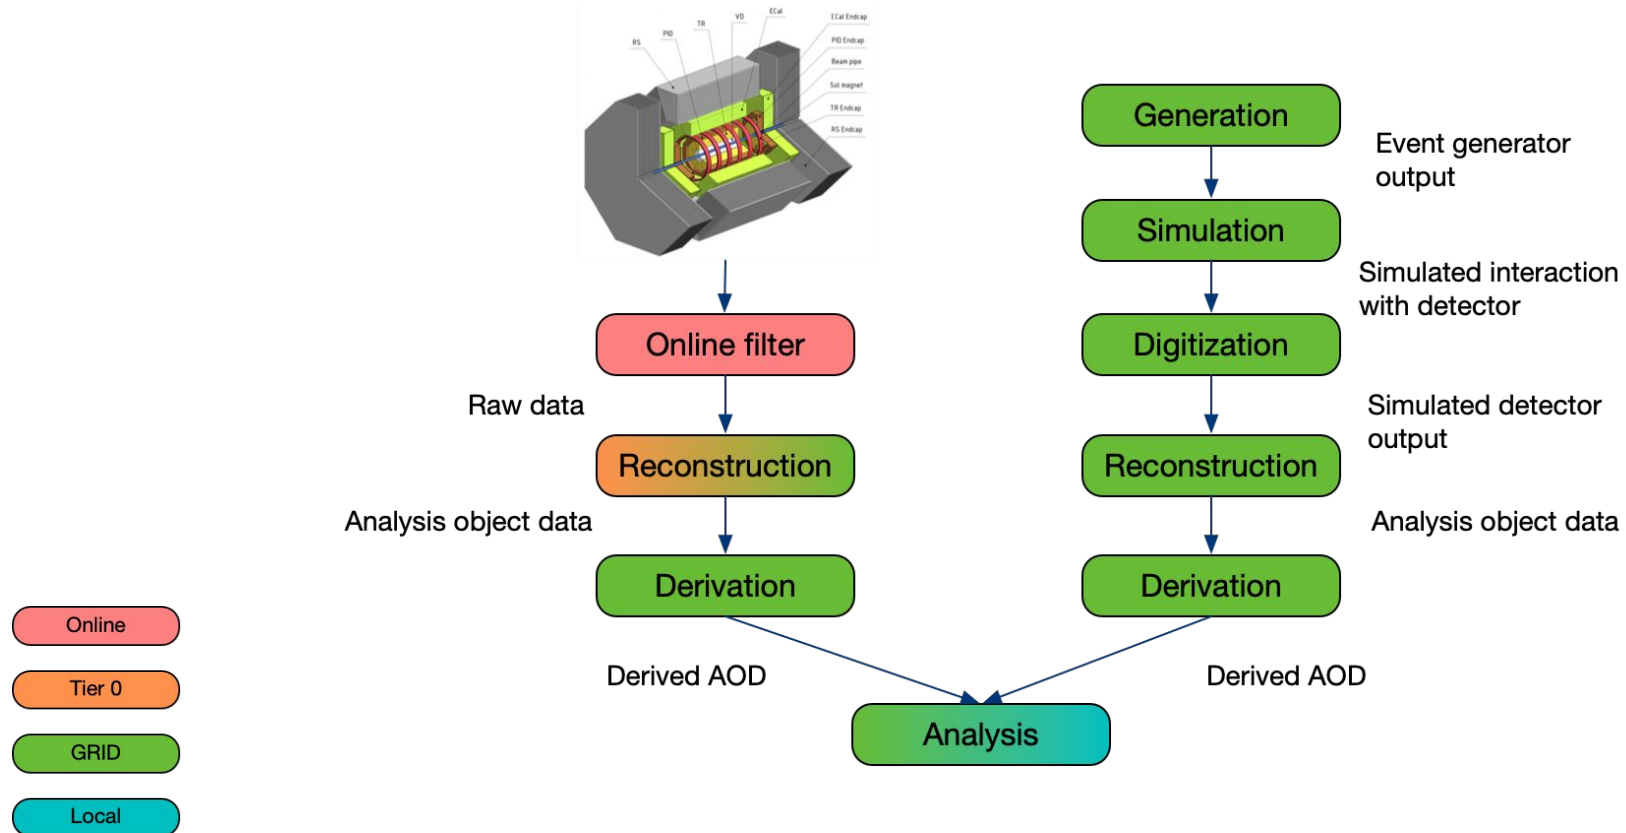 RS
PID
TR
VD
ECal
ECal Endcap
PID Endcap
Beam pipe
Sol magnet
TR Endcap
RS Endcap
Online filter
Raw data
Reconstruction
Analysis object data
Derivation
Derived AOD
Generation
Event generator
output
Simulation
Simulated interaction
with detector
Digitization
Simulated detector
output
Reconstruction
Analysis object data
Derivation
Derived AOD
Analysis
Online
Tier 0
GRID
Local